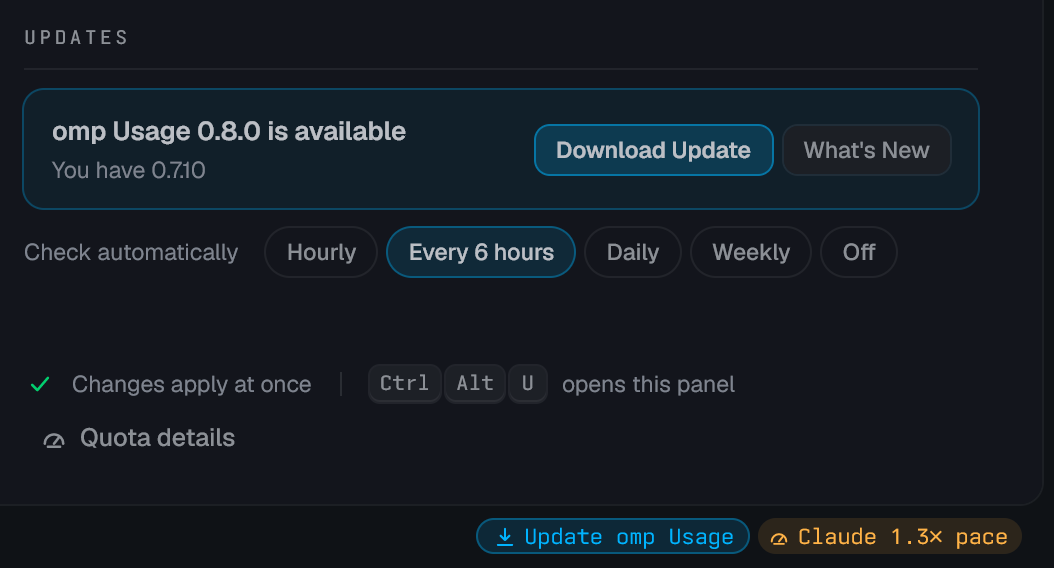 UPDATES
omp Usage 0.8.0 is available
You have 0.7.10
Download Update
What's New
Check automatically
Hourly
Every 6 hours
Daily
Weekly
Off
Changes apply at once
Ctrl Alt U opens this panel
Quota details
Update omp Usage
Claude 1.3× pace